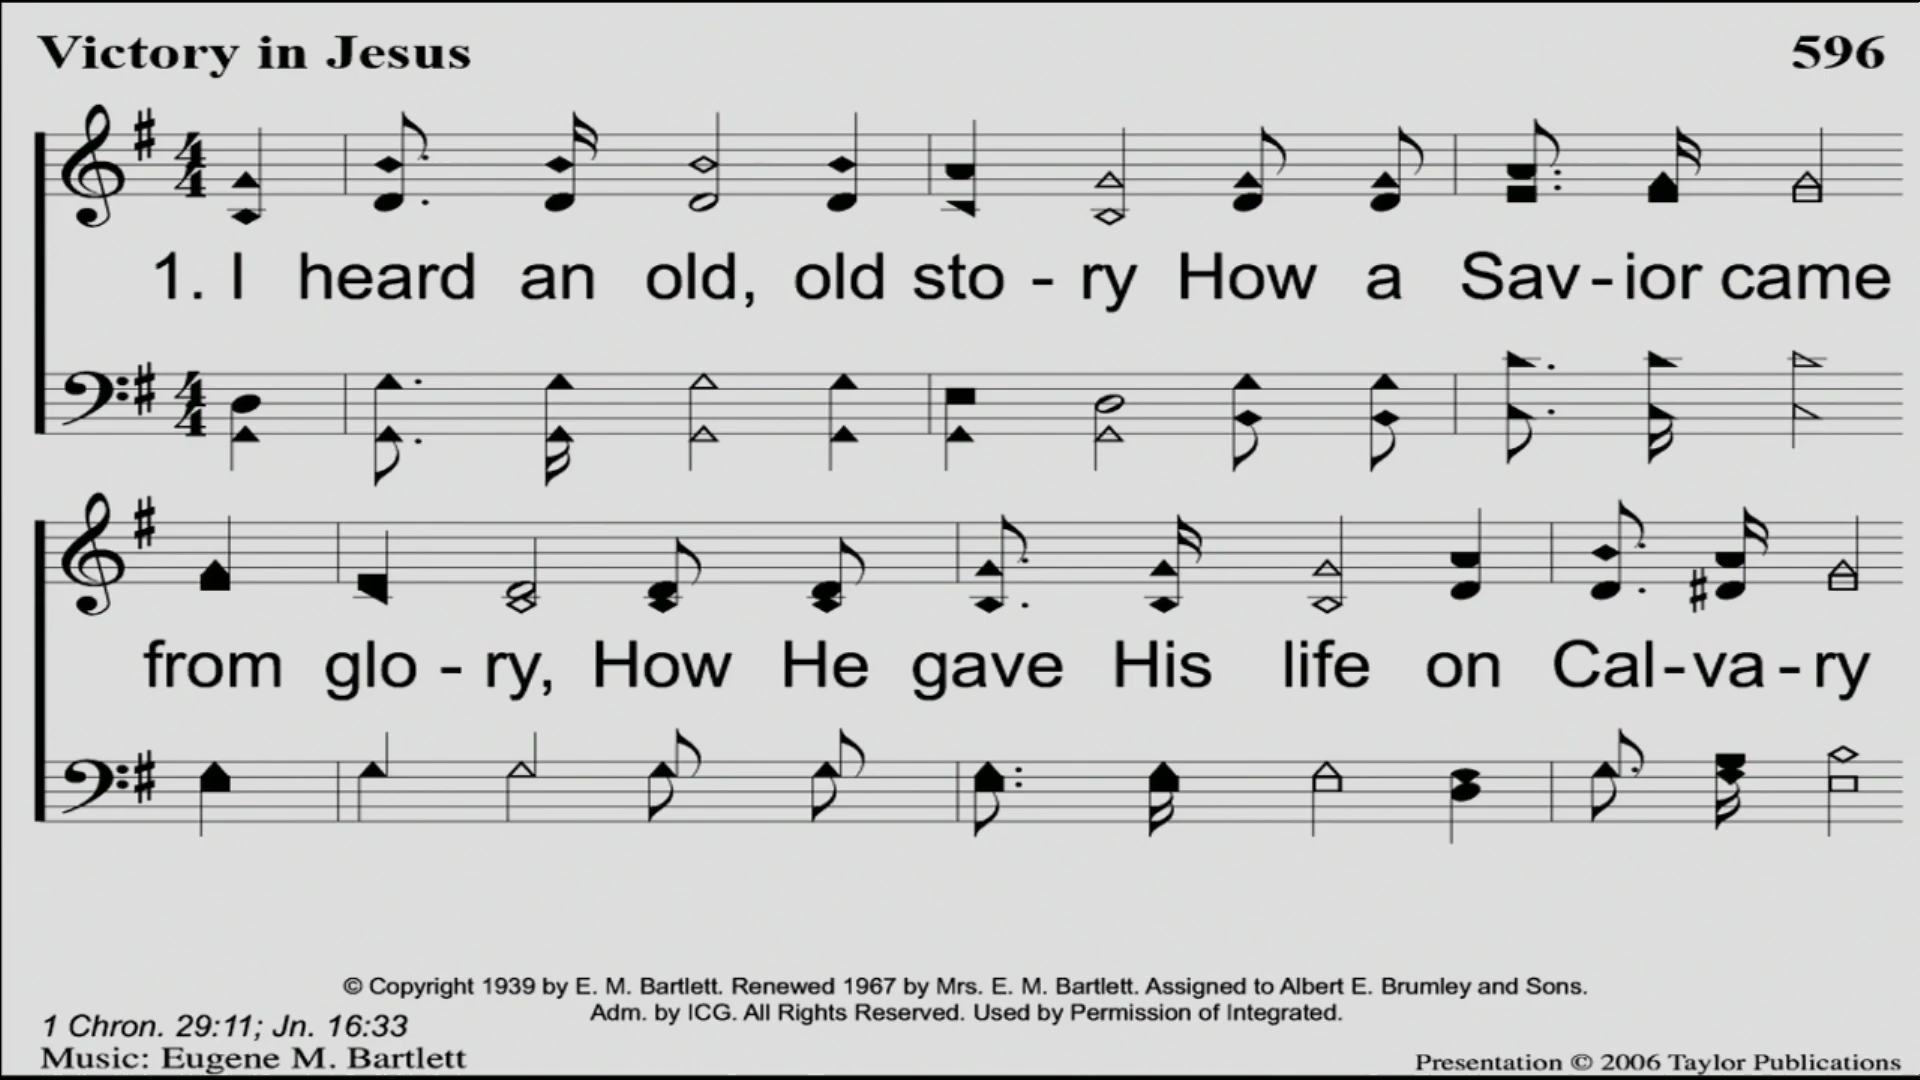 Victory in Jesus 596
1. I heard an old, old sto - ry How a Sav - ior came
from glo - ry, How He gave His life on Cal - va - ry
© Copyright 1939 by E. M. Bartlett. Renewed 1967 by Mrs. E. M. Bartlett. Assigned to Albert E. Brumley and Sons.
Adm. by ICG. All Rights Reserved. Used by Permission of Integrated.
1 Chron. 29:11; Jn. 16:33
Music: Eugene M. Bartlett
Presentation © 2006 Taylor Publications